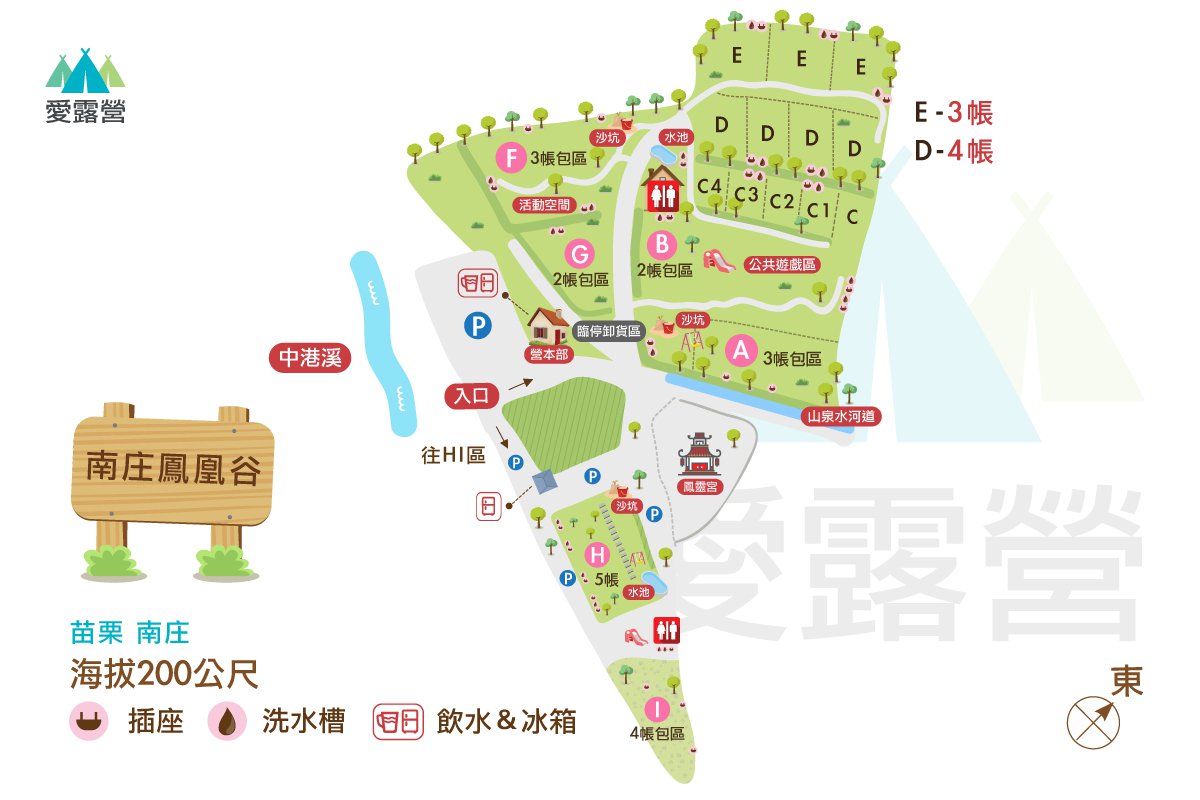 愛露營
E
E
E
E-3帳
D-4帳
D
D
D
D
沙坑
水池
F 3帳包區
C4
C3
C2
C1
C
活動空間
B
2帳包區
G
2帳包區
公共遊戲區
P
臨停卸貨區
沙坑
營本部
A 3帳包區
中港溪
入口
山泉水河道
往HI區
P
P
鳳靈宮
南庄鳳凰谷
沙坑
P
H
5帳
P
水池
愛露營
苗栗 南庄
海拔200公尺
I
4帳包區
東
插座
洗水槽
飲水&冰箱